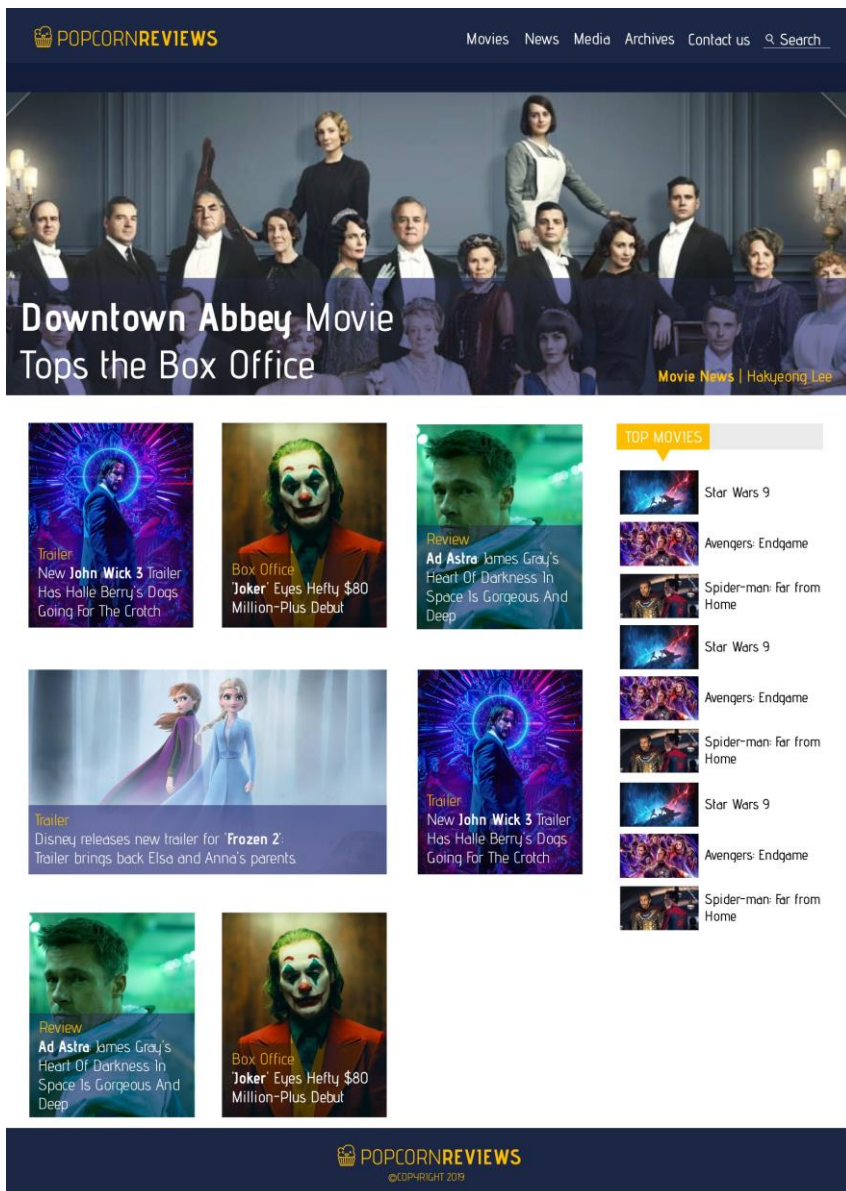 POPCORNREVIEWS
Movies News Media Archives Contact us Search
Downtown Abbey Movie
Tops the Box Office
Movie News | Hakyeong Lee
Trailer
New John Wick 3 Trailer
Has Halle Berry's Dogs
Going For The Crotch
Box Office
'Joker' Eyes Hefty $80
Million-Plus Debut
Review
Ad Astra: James Gray's
Heart Of Darkness In
Space Is Gorgeous And
Deep
Trailer
Disney releases new trailer for 'Frozen 2':
Trailer brings back Elsa and Anna's parents
Trailer
New John Wick 3 Trailer
Has Halle Berry's Dogs
Going For The Crotch
Review
Ad Astra: James Gray's
Heart Of Darkness In
Space Is Gorgeous And
Deep
Box Office
'Joker' Eyes Hefty $80
Million-Plus Debut
TOP MOVIES
Star Wars 9
Avengers: Endgame
Spider-man: Far from
Home
Star Wars 9
Avengers: Endgame
Spider-man: Far from
Home
Star Wars 9
Avengers: Endgame
Spider-man: Far from
Home
POPCORNREVIEWS
©COPYRIGHT 2019